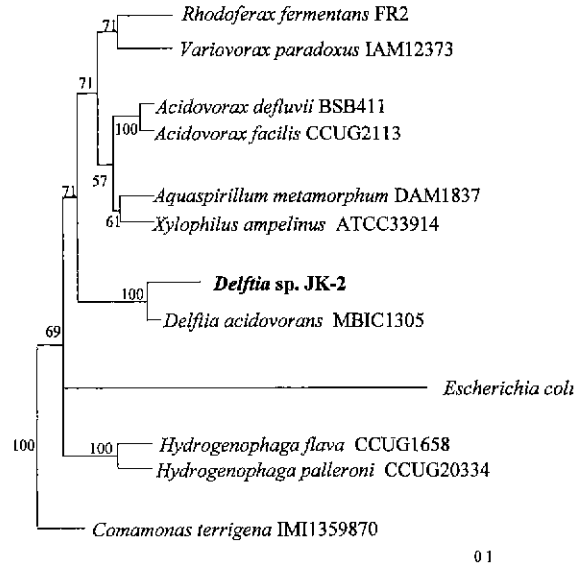 71
Rhodoferax fermentans FR2
Variovorax paradoxus IAM12373
71
Acidovorax defluvii BSB411
100
Acidovorax facilis CCUG2113
57
71
Aquaspirillum metamorphum DAM1837
61
Xylophilus ampelinus ATCC33914
Delftia sp. JK-2
100
Delftia acidovorans MBIC1305
69
Escherichia coli
100
Hydrogenophaga flava CCUG1658
100
Hydrogenophaga palleroni CCUG20334
Comamonas terrigena IMI1359870
0 1